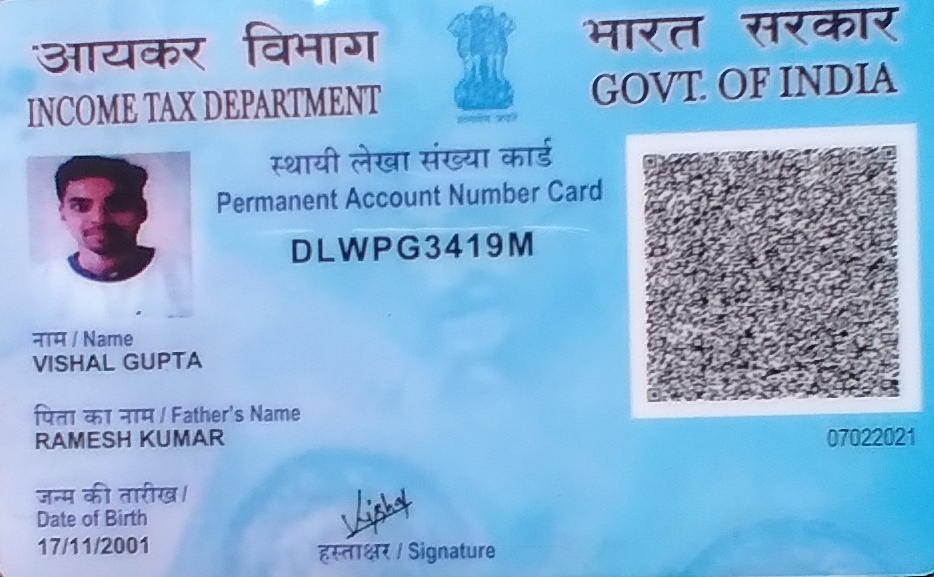 आयकर विभाग
INCOME TAX DEPARTMENT
भारत सरकार
GOVT. OF INDIA
स्थायी लेखा संख्या कार्ड
Permanent Account Number Card
DLWPG3419M
नाम / Name
VISHAL GUPTA
पिता का नाम / Father's Name
RAMESH KUMAR
07022021
जन्म की तारीख /
Date of Birth
17/11/2001
Vishal
हस्ताक्षर / Signature